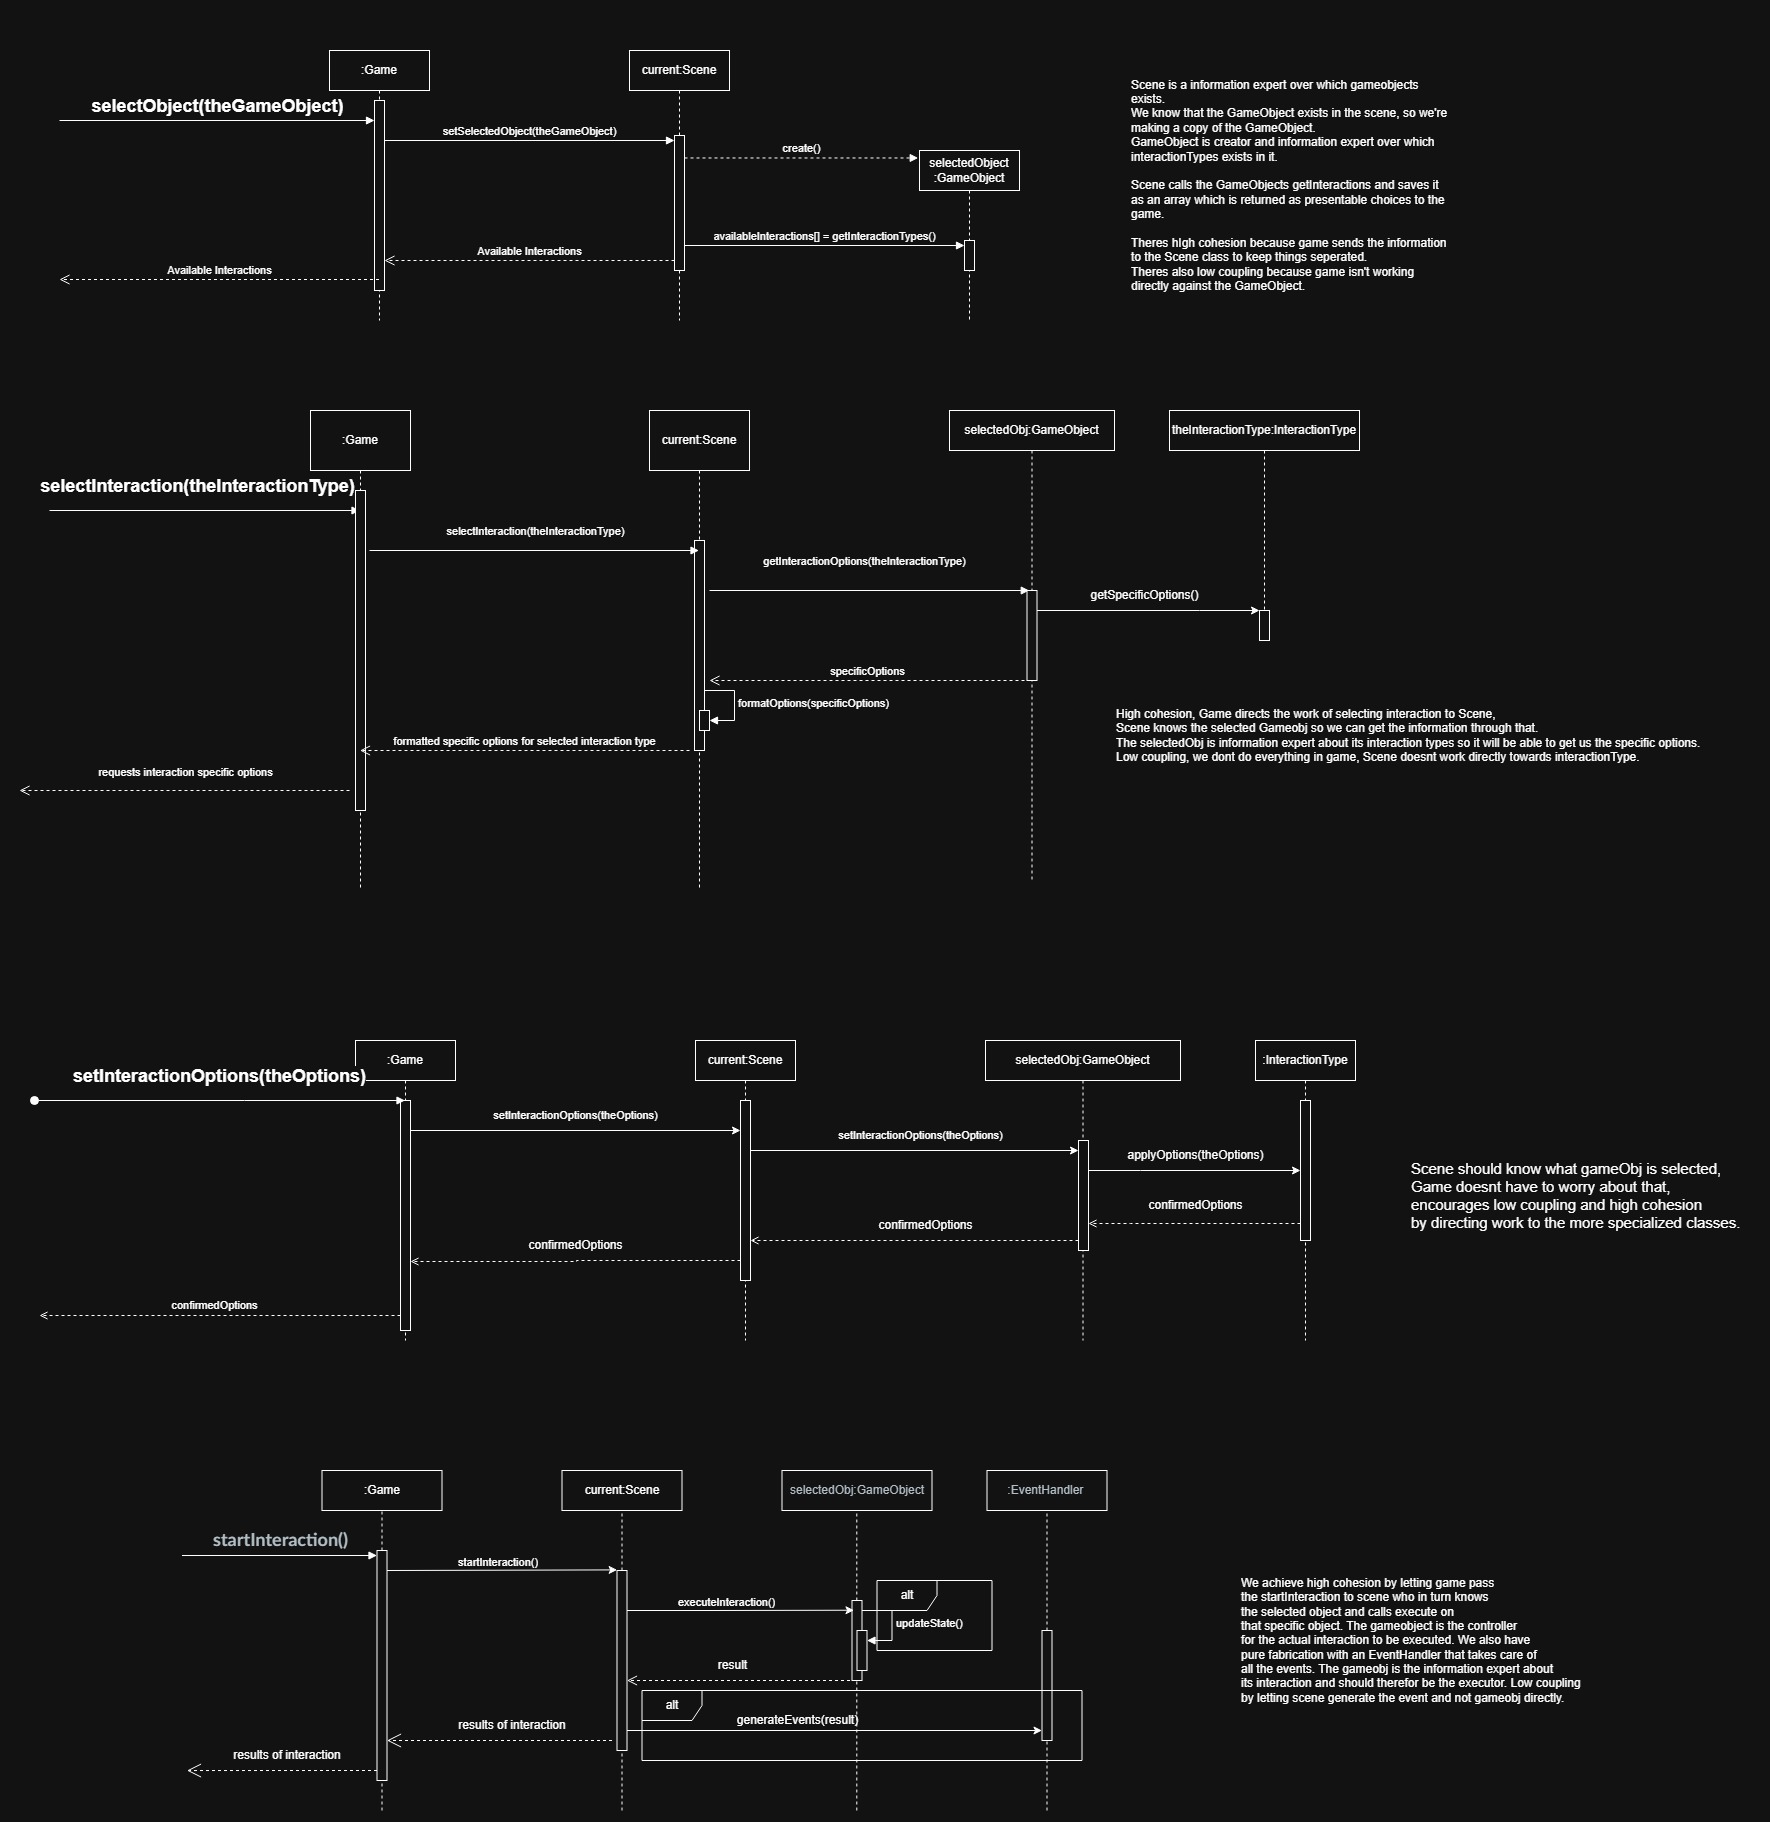 :Game
current:Scene
selectObject(theGameObject)
setSelectedObject(theGameObject)
create()
selectedObject
:GameObject
availableInteractions[] = getInteractionTypes()
Available Interactions
Available Interactions
Scene is a information expert over which gameobjects
exists.
We know that the GameObject exists in the scene, so we're
making a copy of the GameObject.
GameObject is creator and information expert over which
interactionTypes exists in it.
Scene calls the GameObjects getInteractions and saves it
as an array which is returned as presentable choices to the
game.
Theres hIgh cohesion because game sends the information
to the Scene class to keep things seperated.
Theres also low coupling because game isn't working
directly against the GameObject.
:Game
current:Scene
selectedObj:GameObject
theInteractionType:InteractionType
selectInteraction(theInteractionType)
selectInteraction(theInteractionType)
getInteractionOptions(theInteractionType)
getSpecificOptions()
specificOptions
formatOptions(specificOptions)
formatted specific options for selected interaction type
requests interaction specific options
High cohesion, Game directs the work of selecting interaction to Scene,
Scene knows the selected Gameobj so we can get the information through that.
The selectedObj is information expert about its interaction types so it will be able to get us the specific options.
Low coupling, we dont do everything in game, Scene doesnt work directly towards interactionType.
:Game
current:Scene
selectedObj:GameObject
:InteractionType
setInteractionOptions(theOptions)
setInteractionOptions(theOptions)
setInteractionOptions(theOptions)
applyOptions(theOptions)
confirmedOptions
confirmedOptions
confirmedOptions
confirmedOptions
Scene should know what gameObj is selected,
Game doesnt have to worry about that,
encourages low coupling and high cohesion
by directing work to the more specialized classes.
:Game
current:Scene
selectedObj:GameObject
:EventHandler
startInteraction()
startInteraction()
executeInteraction()
alt
updateState()
result
alt
generateEvents(result)
results of interaction
results of interaction
We achieve high cohesion by letting game pass
the startInteraction to scene who in turn knows
the selected object and calls execute on
that specific object. The gameobject is the controller
for the actual interaction to be executed. We also have
pure fabrication with an EventHandler that takes care of
all the events. The gameobj is the information expert about
its interaction and should therefor be the executor. Low coupling
by letting scene generate the event and not gameobj directly.